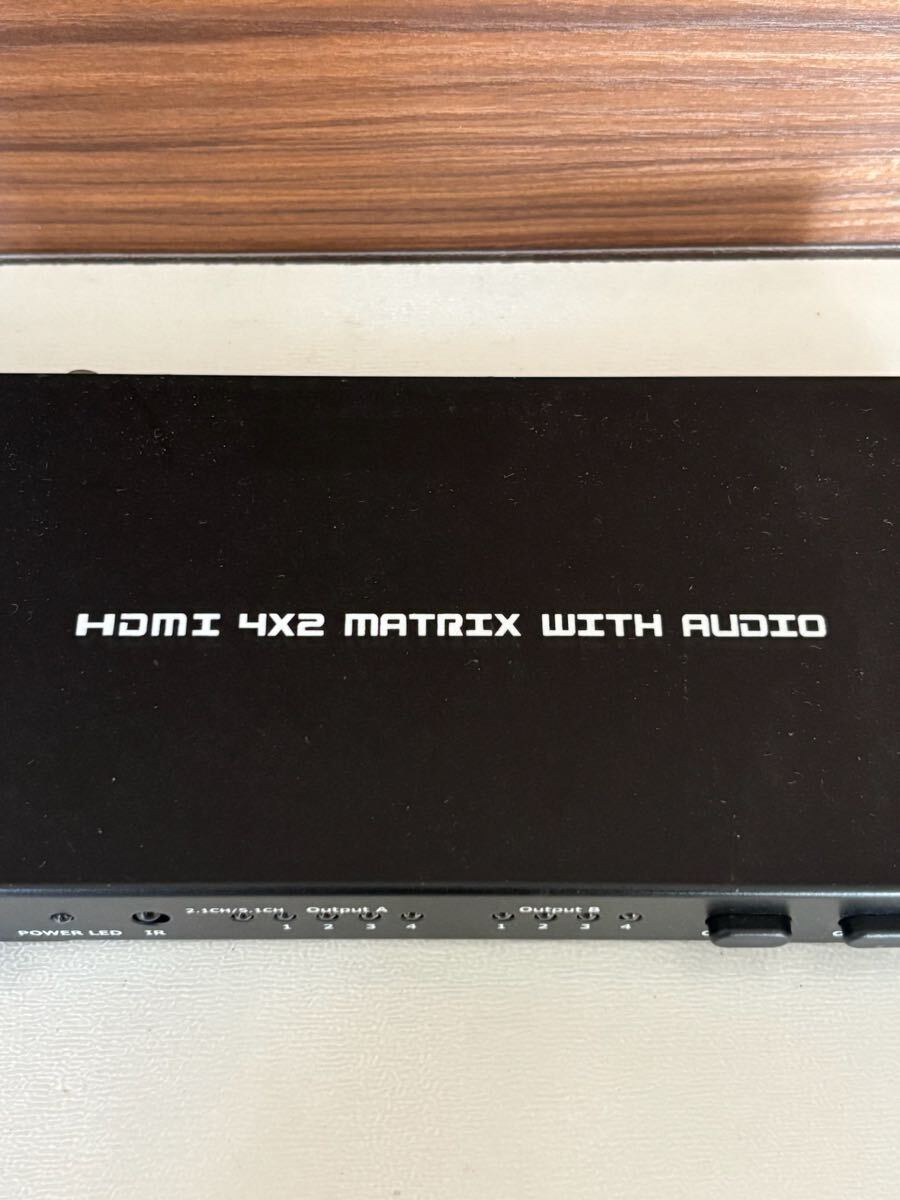 HDMI 4X2 MATRIX WITH AUDIO
2.1CH/5.1CH Output A Output B
POWER LED IR 1 2 3 4 1 2 3 4